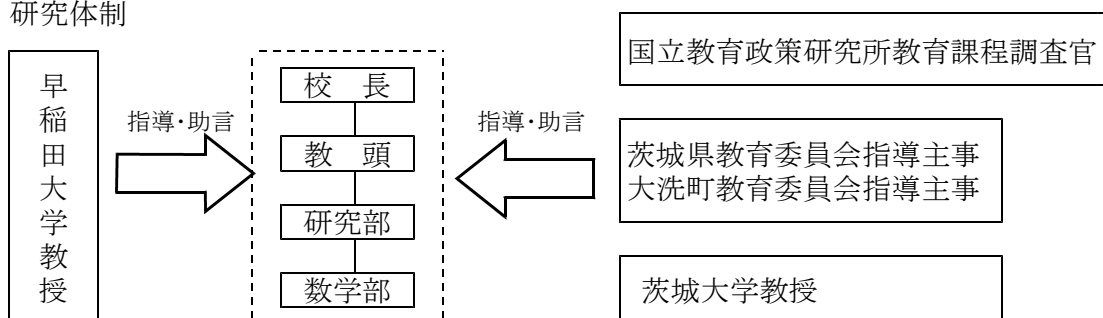 研究体制
早稲田大学教授
指導・助言
校　長
教　頭
研究部
数学部
指導・助言
国立教育政策研究所教育課程調査官
茨城県教育委員会指導主事
大洗町教育委員会指導主事
茨城大学教授